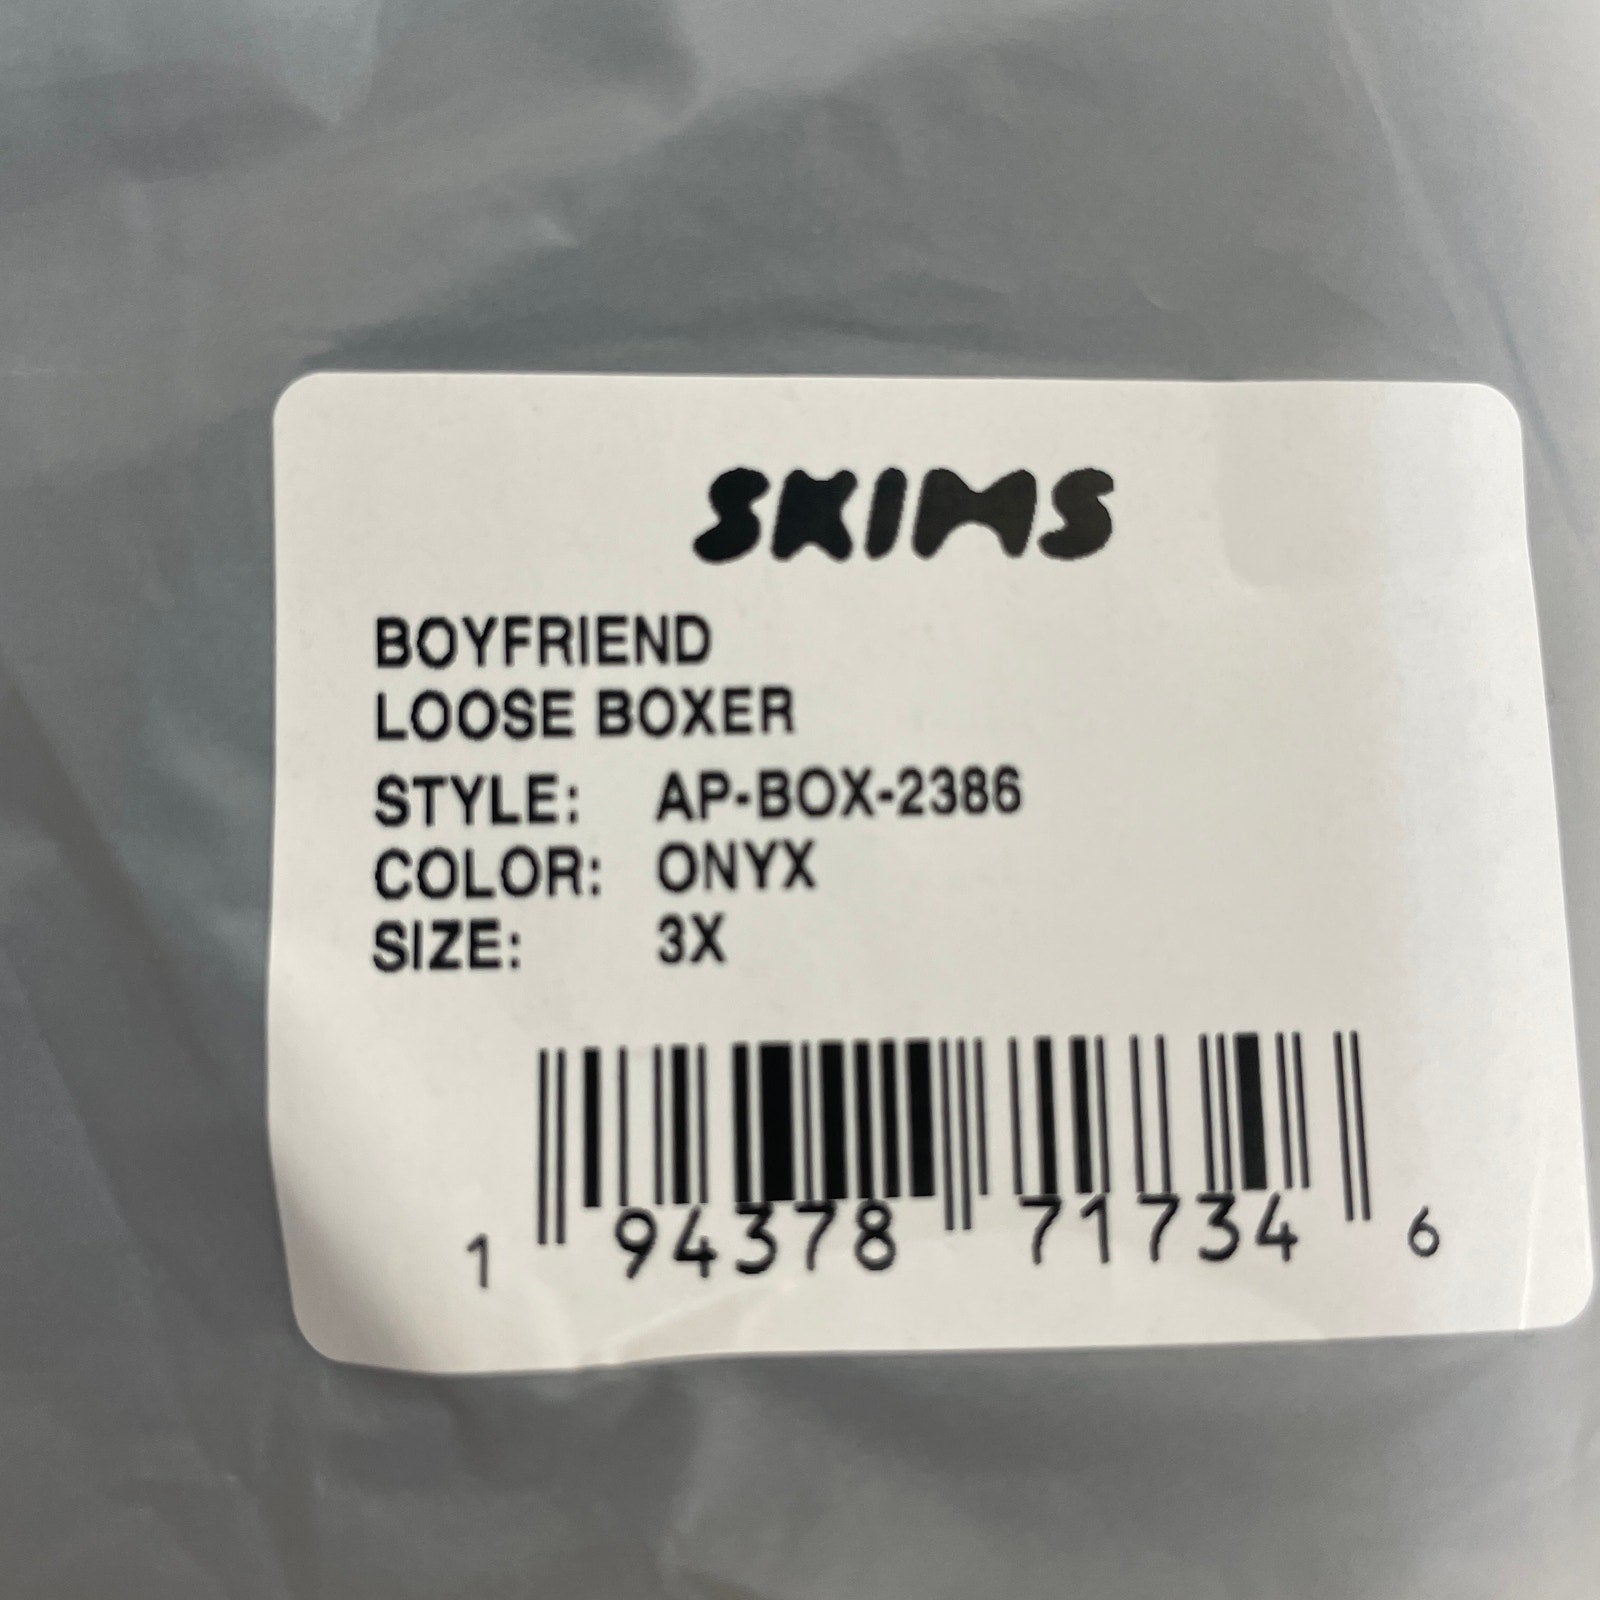 SKIMS
BOYFRIEND
LOOSE BOXER
STYLE: AP-BOX-2386
COLOR: ONYX
SIZE: 3X
1 94378 71734 6